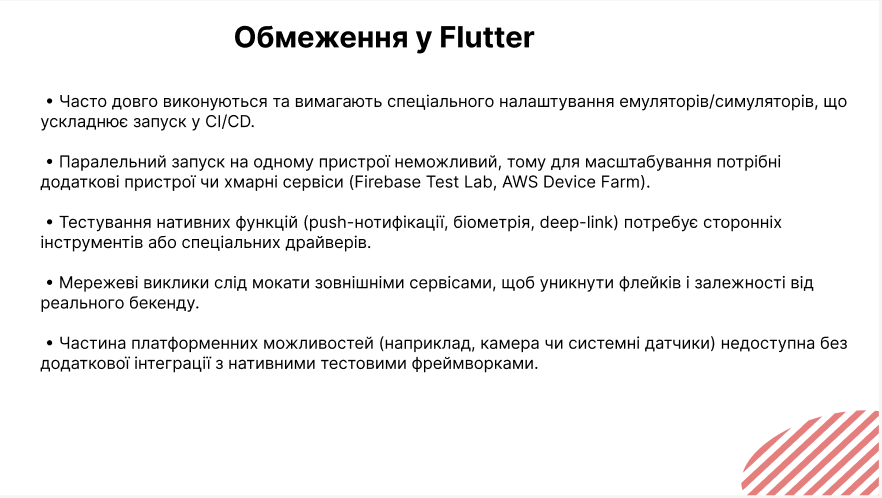 Обмеження у Flutter
• Часто довго виконуються та вимагають спеціального налаштування емуляторів/симуляторів, що
ускладнює запуск у CI/CD.
• Паралельний запуск на одному пристрої неможливий, тому для масштабування потрібні
додаткові пристрої чи хмарні сервіси (Firebase Test Lab, AWS Device Farm).
• Тестування нативних функцій (push-нотифікації, біометрія, deep-link) потребує сторонніх
інструментів або спеціальних драйверів.
• Мережеві виклики слід мокати зовнішніми сервісами, щоб уникнути флейків і залежності від
реального бекенду.
• Частина платформенних можливостей (наприклад, камера чи системні датчики) недоступна без
додаткової інтеграції з нативними тестовими фреймворками.